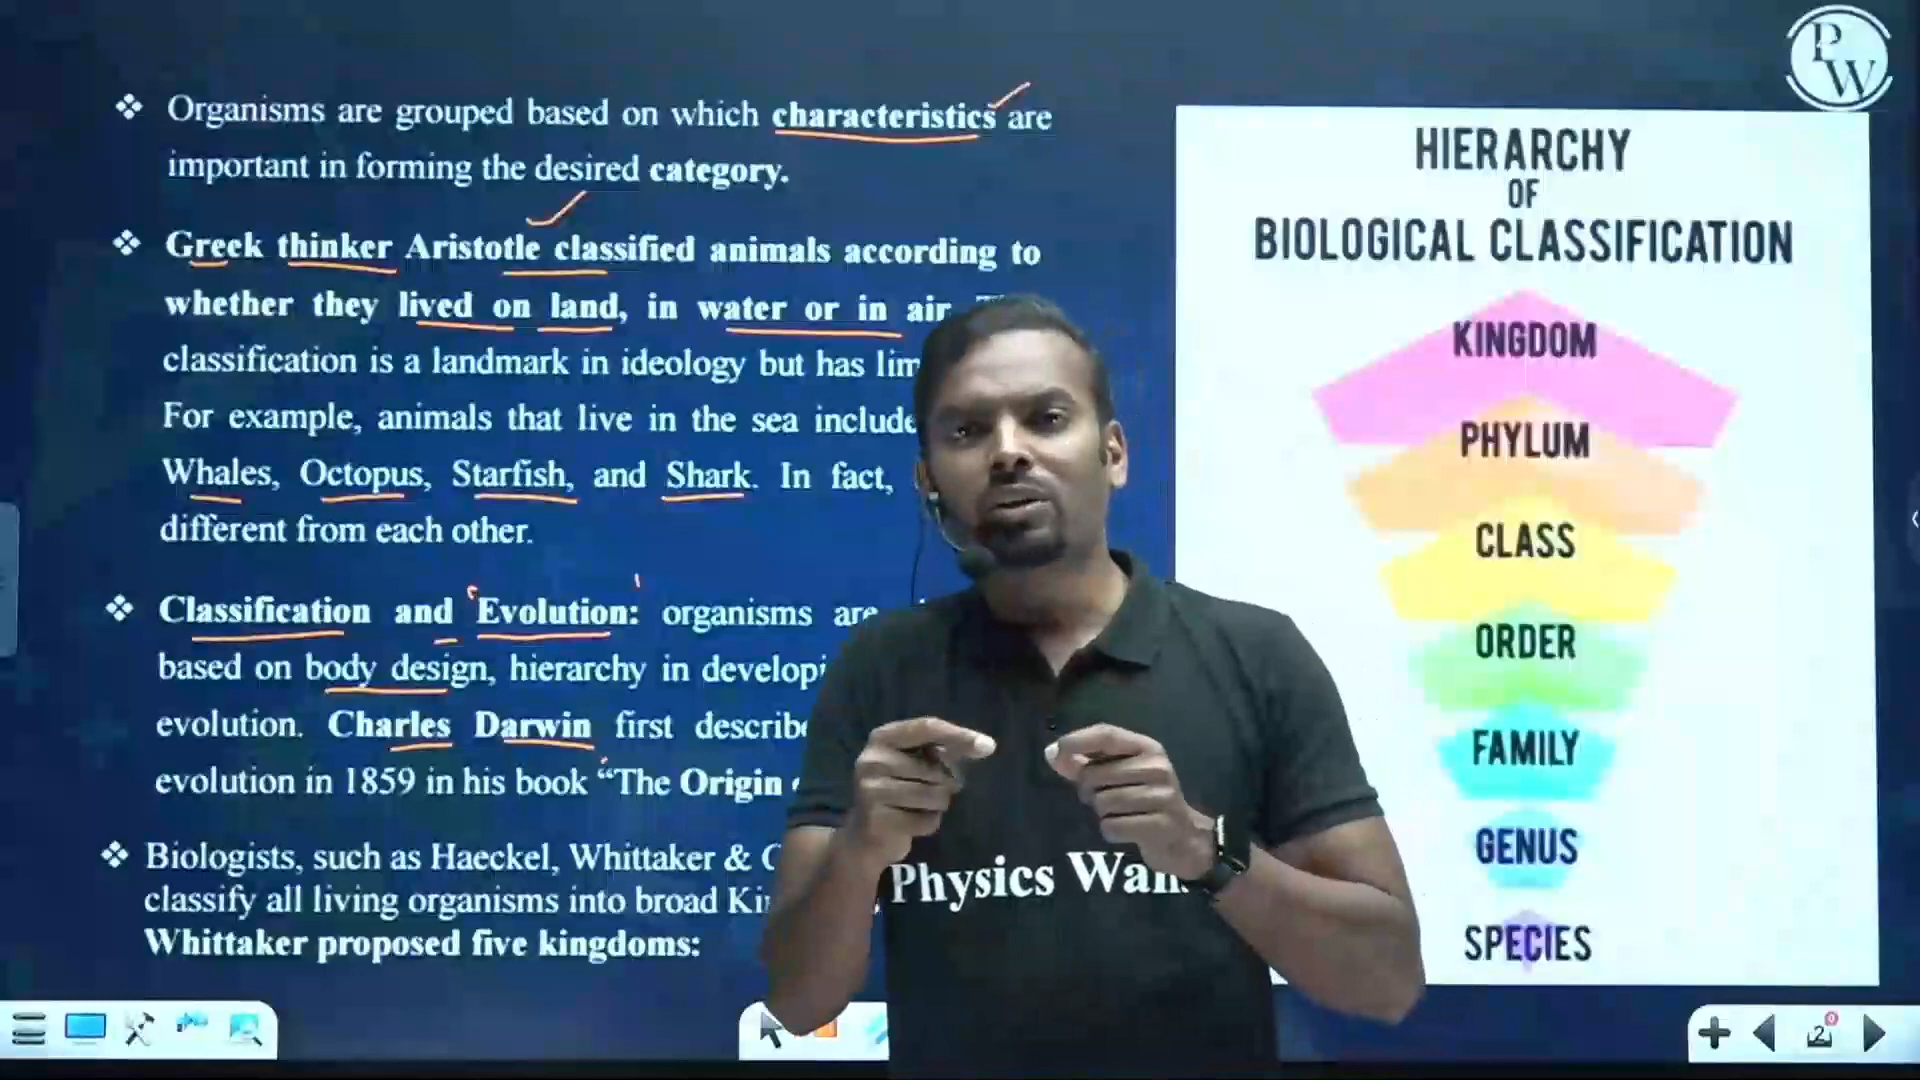 Organisms are grouped based on which characteristics are
important in forming the desired category.
Greek thinker Aristotle classified animals according to
whether they lived on land, in water or in air.
classification is a landmark in ideology but has
For example, animals that live in the sea include
Whales, Octopus, Starfish, and Shark. In fact,
different from each other.
Classification and 'Evolution:' organisms are
based on body design, hierarchy in
evolution. Charles Darwin first
evolution in 1859 in his book “The Origin
Biologists, such as Haeckel, Whittaker &
classify all living organisms into broad
Whittaker proposed five kingdoms:
PW
HIERARCHY
OF
BIOLOGICAL CLASSIFICATION
KINGDOM
PHYLUM
CLASS
ORDER
FAMILY
GENUS
SPECIES
Physics
2
0